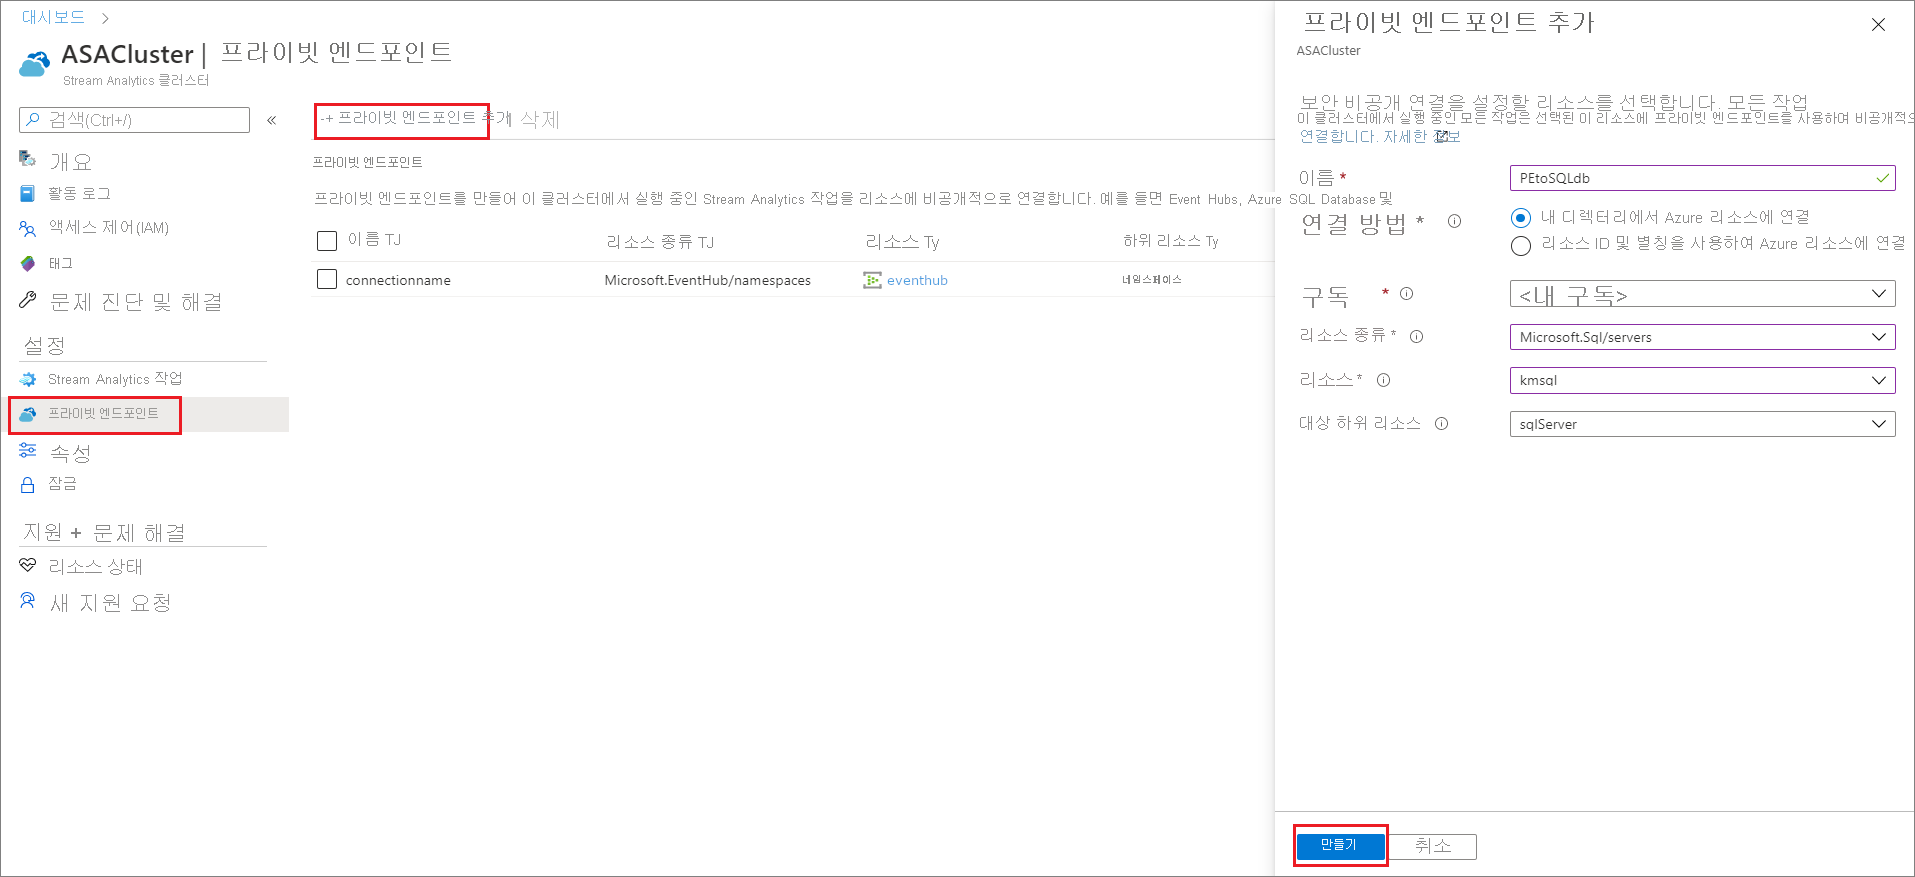 대시보드
ASACluster | 프라이빗 엔드포인트
Stream Analytics 클러스터
검색(Ctrl+/)
«
개요
활동 로그
액세스 제어(IAM)
태그
문제 진단 및 해결
설정
Stream Analytics 작업
프라이빗 엔드포인트
속성
잠금
지원 + 문제 해결
리소스 상태
새 지원 요청
+ 프라이빗 엔드포인트 추가 삭제
프라이빗 엔드포인트
프라이빗 엔드포인트를 만들어 이 클러스터에서 실행 중인 Stream Analytics 작업을 리소스에 비공개적으로 연결합니다. 예를 들면 Event Hubs, Azure SQL Database 및
이름 TJ 리소스 종류 TJ 리소스 Ty 하위 리소스 Ty
connectionname Microsoft.EventHub/namespaces eventhub 네임스페이스
프라이빗 엔드포인트 추가
ASACluster
보안 비공개 연결을 설정할 리소스를 선택합니다. 모든 작업
이 클러스터에서 실행 중인 모든 작업은 선택된 이 리소스에 프라이빗 엔드포인트를 사용하여 비공개적으
연결합니다. 자세한 정보
이름 * PEtoSQLdb
연결 방법 * 내 디렉터리에서 Azure 리소스에 연결
리소스 ID 및 별칭을 사용하여 Azure 리소스에 연결
구독 * <내 구독>
리소스 종류 * Microsoft.Sql/servers
리소스 * kmsql
대상 하위 리소스 sqlServer
만들기 취소